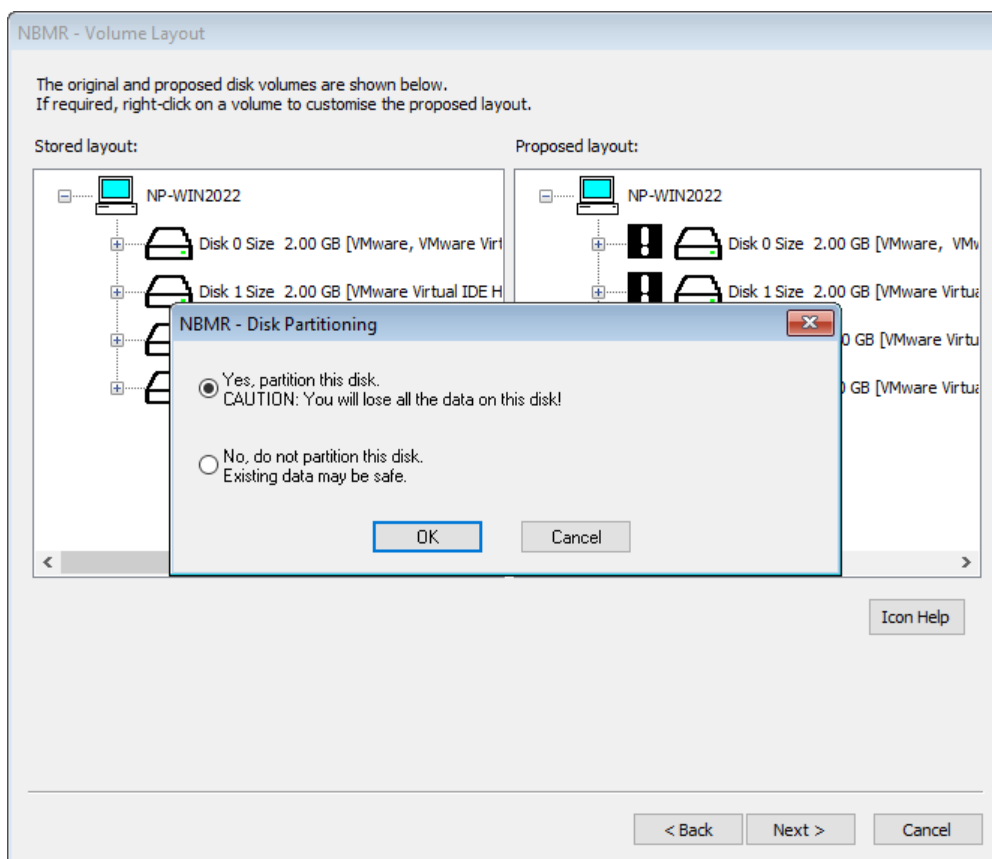 NBMR - Volume Layout
The original and proposed disk volumes are shown below.
If required, right-click on a volume to customise the proposed layout.
Stored layout:
Proposed layout:
NP-WIN2022
NP-WIN2022
Disk 0 Size 2.00 GB [VMware, VMware Virt
Disk 0 Size 2.00 GB [VMware, VMw
Disk 1 Size 2.00 GB [VMware Virtual IDE H
Disk 1 Size 2.00 GB [VMware Virtua
0 GB [VMware Virtu
GB [VMware Virtua
NBMR - Disk Partitioning
Yes, partition this disk.
CAUTION: You will lose all the data on this disk!
No, do not partition this disk.
Existing data may be safe.
OK
Cancel
Icon Help
< Back
Next >
Cancel